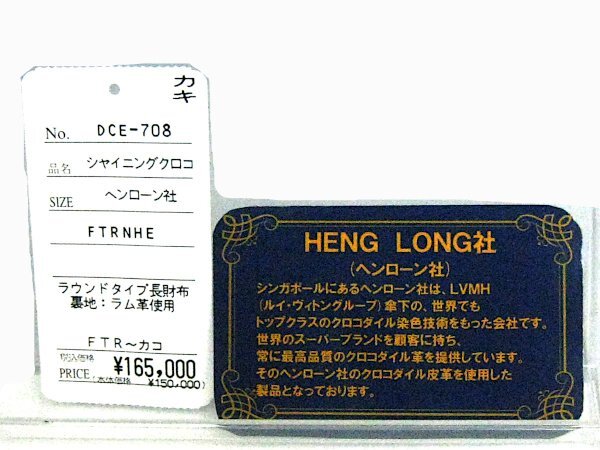 カキ
No. DCE-708
品名 シャイニングクロコ
SIZE ヘンローン社
FTRNHE
ラウンドタイプ長財布
裏地：ラム革使用
FTR～カコ
税込価格
PRICE ¥165,000
(本体価格 ¥150,000)
HENG LONG社
(ヘンローン社)
シンガポールにあるヘンローン社は、LVMH
(ルイ・ヴィトングループ) 傘下の、世界でも
トップクラスのクロコダイル染色技術をもった会社です。
世界のスーパーブランドを顧客に持ち、
常に最高品質のクロコダイル革を提供しています。
そのヘンローン社のクロコダイル皮革を使用した
製品となっております。